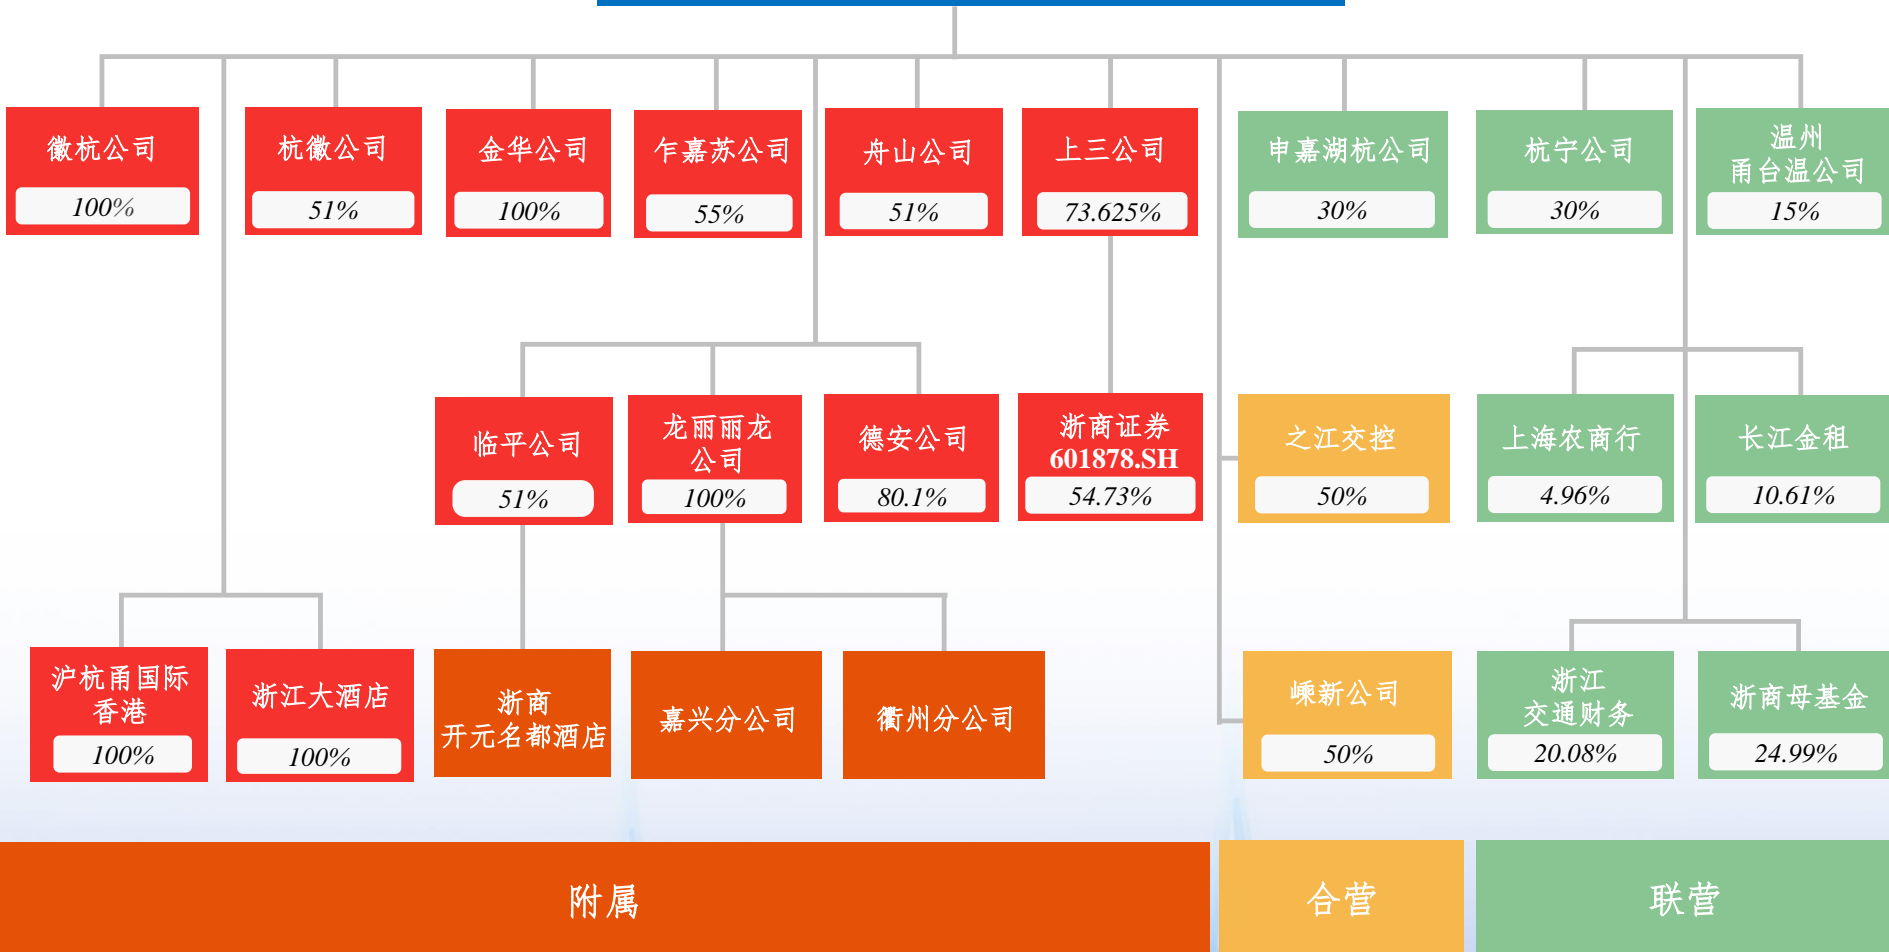 徽杭公司
100%
杭徽公司
51%
金华公司
100%
乍嘉苏公司
55%
舟山公司
51%
上三公司
73.625%
申嘉湖杭公司
30%
杭宁公司
30%
温州
甬台温公司
15%
临平公司
51%
龙丽丽龙
公司
100%
德安公司
80.1%
浙商证券
601878.SH
54.73%
之江交控
50%
上海农商行
4.96%
长江金租
10.61%
沪杭甬国际
香港
100%
浙江大酒店
100%
浙商
开元名都酒店
嘉兴分公司
衢州分公司
嵊新公司
50%
浙江
交通财务
20.08%
浙商母基金
24.99%
附属
合营
联营